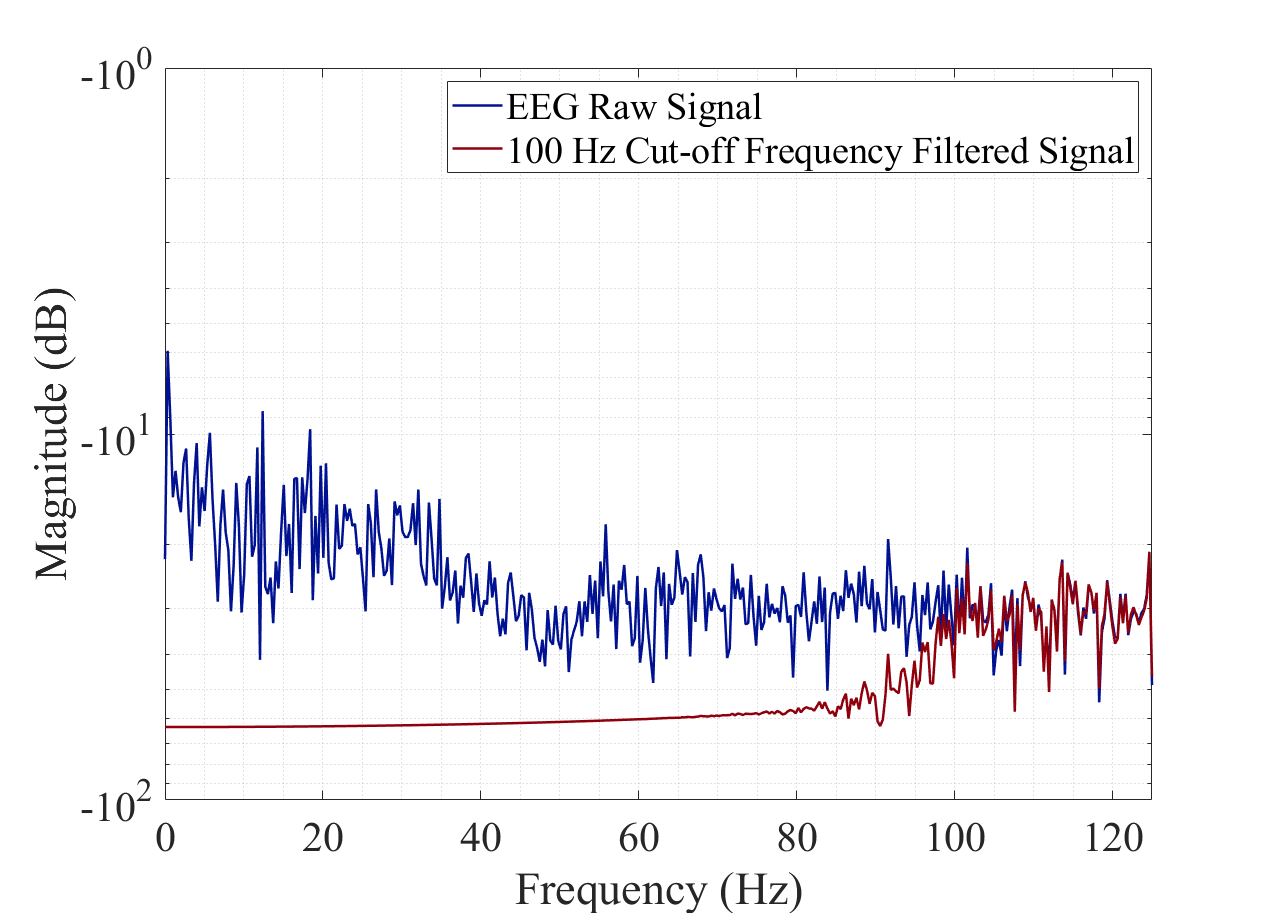 -10^0
EEG Raw Signal
100 Hz Cut-off Frequency Filtered Signal
Magnitude (dB)
-10^1
-10^2
0 20 40 60 80 100 120
Frequency (Hz)